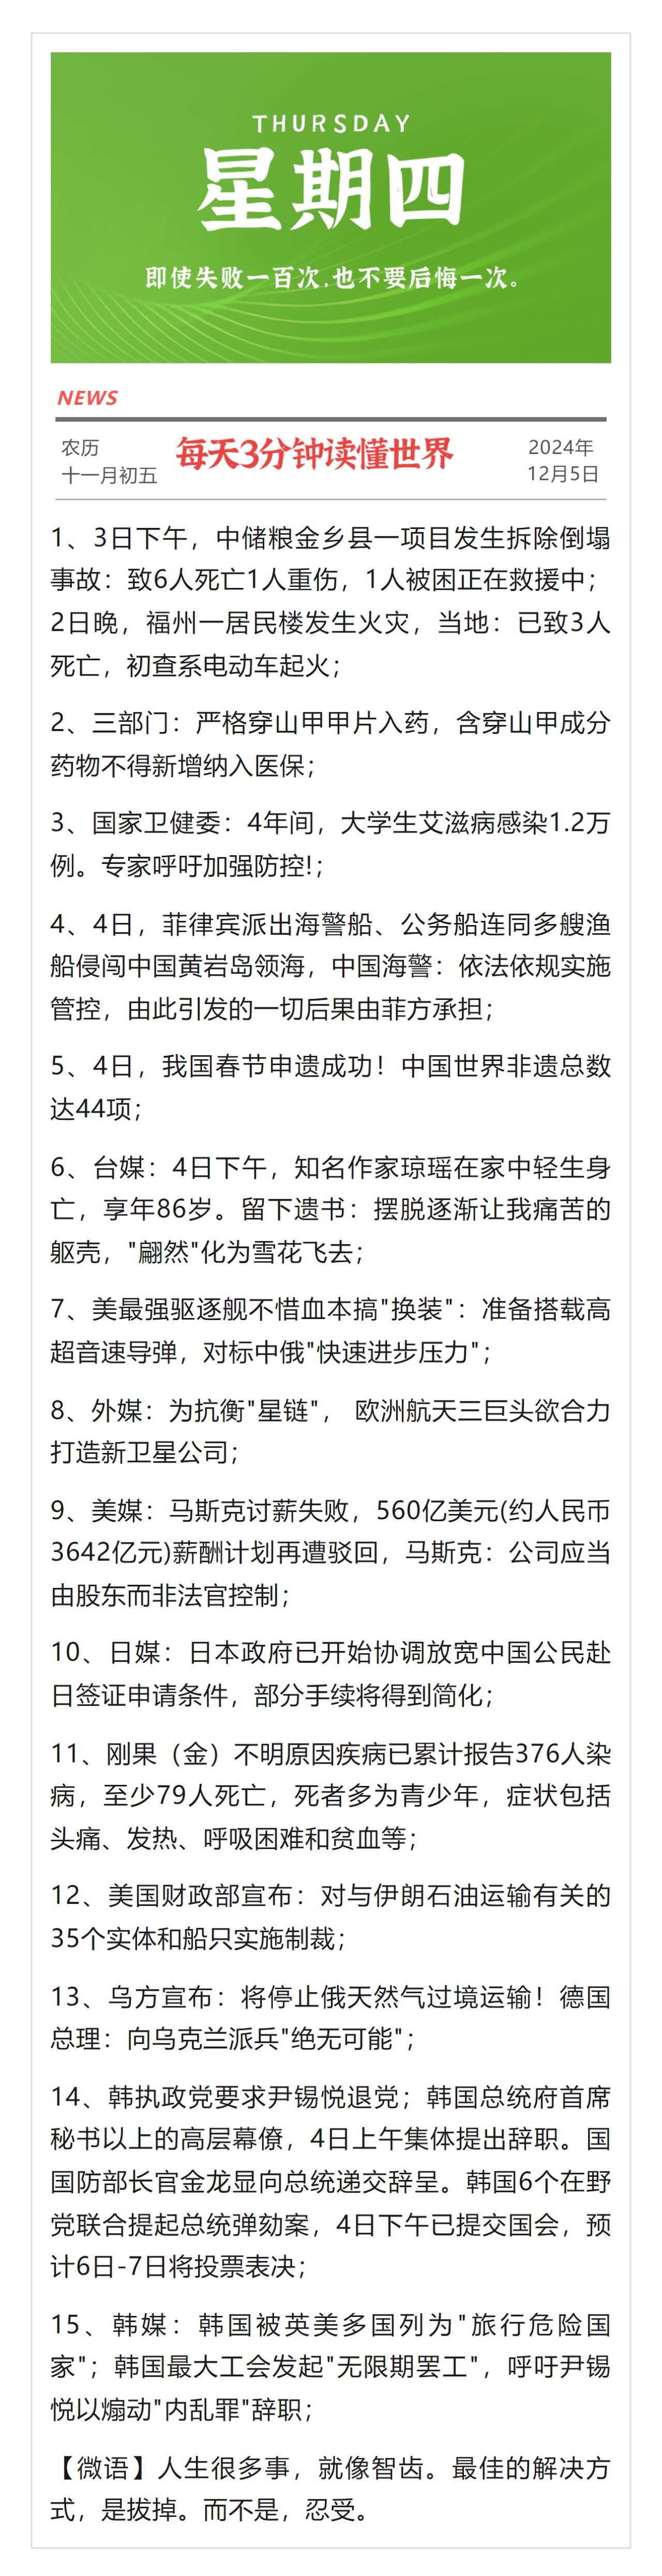 THURSDAY
星期四
即使失败一百次,也不要后悔一次。
NEWS
农历
十一月初五
每天3分钟读懂世界
2024年
12月5日
1、3日下午，中储粮金乡县一项目发生拆除倒塌
事故：致6人死亡1人重伤，1人被困正在救援中；
2日晚，福州一居民楼发生火灾，当地：已致3人
死亡，初查系电动车起火；
2、三部门：严格穿山甲甲片入药，含穿山甲成分
药物不得新增纳入医保；
3、国家卫健委：4年间，大学生艾滋病感染1.2万
例。专家呼吁加强防控!；
4、4日，菲律宾派出海警船、公务船连同多艘渔
船侵闯中国黄岩岛领海，中国海警：依法依规实施
管控，由此引发的一切后果由菲方承担；
5、4日，我国春节申遗成功！中国世界非遗总数
达44项；
6、台媒：4日下午，知名作家琼瑶在家中轻生身
亡，享年86岁。留下遗书：摆脱逐渐让我痛苦的
躯壳，"翩然"化为雪花飞去；
7、美最强驱逐舰不惜血本搞"换装"：准备搭载高
超音速导弹，对标中俄"快速进步压力"；
8、外媒：为抗衡"星链"， 欧洲航天三巨头欲合力
打造新卫星公司；
9、美媒：马斯克讨薪失败，560亿美元(约人民币
3642亿元)薪酬计划再遭驳回，马斯克：公司应当
由股东而非法官控制；
10、日媒：日本政府已开始协调放宽中国公民赴
日签证申请条件，部分手续将得到简化；
11、刚果（金）不明原因疾病已累计报告376人染
病，至少79人死亡，死者多为青少年，症状包括
头痛、发热、呼吸困难和贫血等；
12、美国财政部宣布：对与伊朗石油运输有关的
35个实体和船只实施制裁；
13、乌方宣布：将停止俄天然气过境运输！德国
总理：向乌克兰派兵"绝无可能"；
14、韩执政党要求尹锡悦退党；韩国总统府首席
秘书以上的高层幕僚，4日上午集体提出辞职。国
国防部长官金龙显向总统递交辞呈。韩国6个在野
党联合提起总统弹劾案，4日下午已提交国会，预
计6日-7日将投票表决；
15、韩媒：韩国被英美多国列为"旅行危险国
家"；韩国最大工会发起"无限期罢工"，呼吁尹锡
悦以煽动"内乱罪"辞职；
【微语】人生很多事，就像智齿。最佳的解决方
式，是拔掉。而不是，忍受。